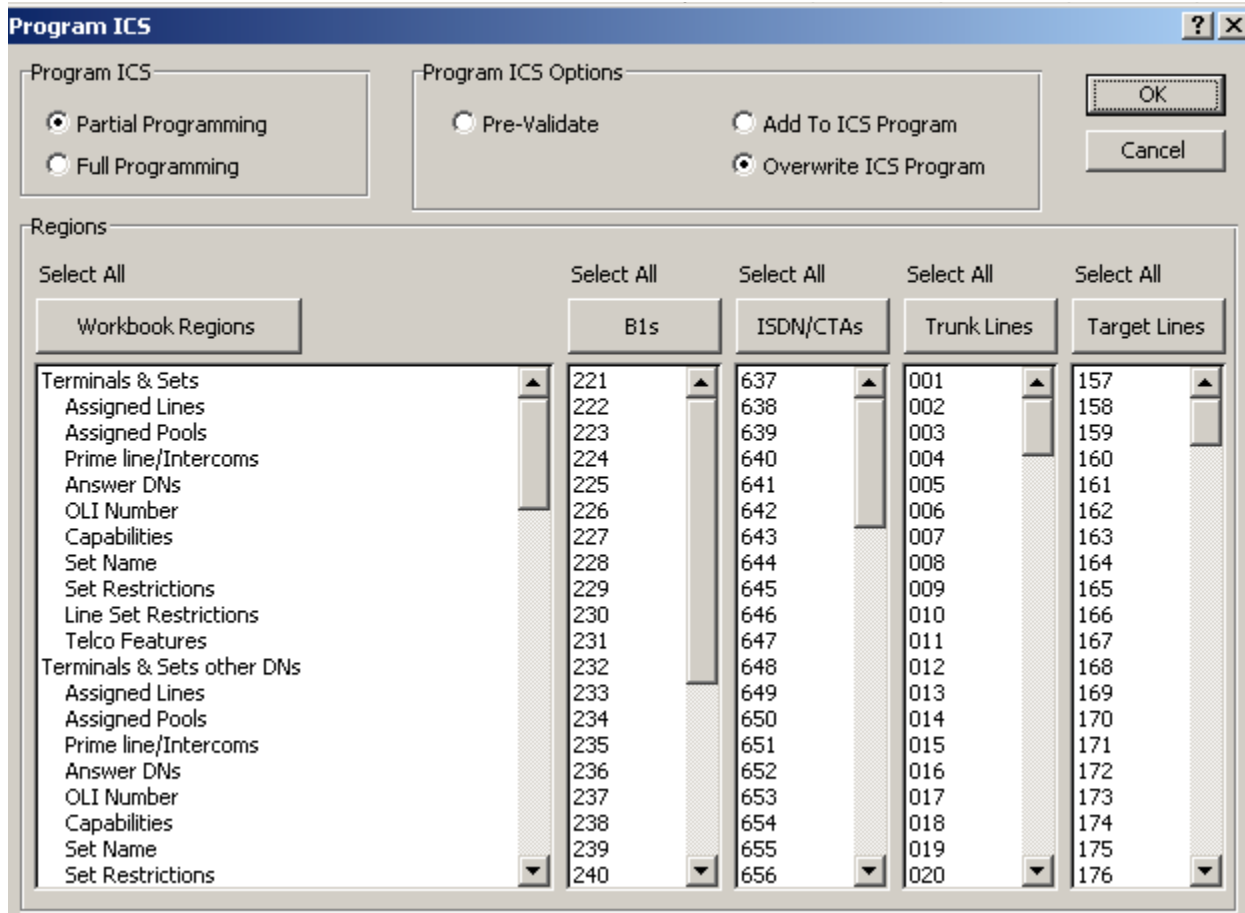 Program ICS
Program ICS
Partial Programming
Full Programming
Program ICS Options
Pre-Validate
Add To ICS Program
Overwrite ICS Program
OK
Cancel
Regions
Select All
Workbook Regions
Terminals & Sets
Assigned Lines
Assigned Pools
Prime line/Intercoms
Answer DNs
OLI Number
Capabilities
Set Name
Set Restrictions
Line Set Restrictions
Telco Features
Terminals & Sets other DNs
Assigned Lines
Assigned Pools
Prime line/Intercoms
Answer DNs
OLI Number
Capabilities
Set Name
Set Restrictions
Select All
B1s
221
222
223
224
225
226
227
228
229
230
231
232
233
234
235
236
237
238
239
240
Select All
ISDN/CTAs
637
638
639
640
641
642
643
644
645
646
647
648
649
650
651
652
653
654
655
656
Select All
Trunk Lines
001
002
003
004
005
006
007
008
009
010
011
012
013
014
015
016
017
018
019
020
Select All
Target Lines
157
158
159
160
161
162
163
164
165
166
167
168
169
170
171
172
173
174
175
176